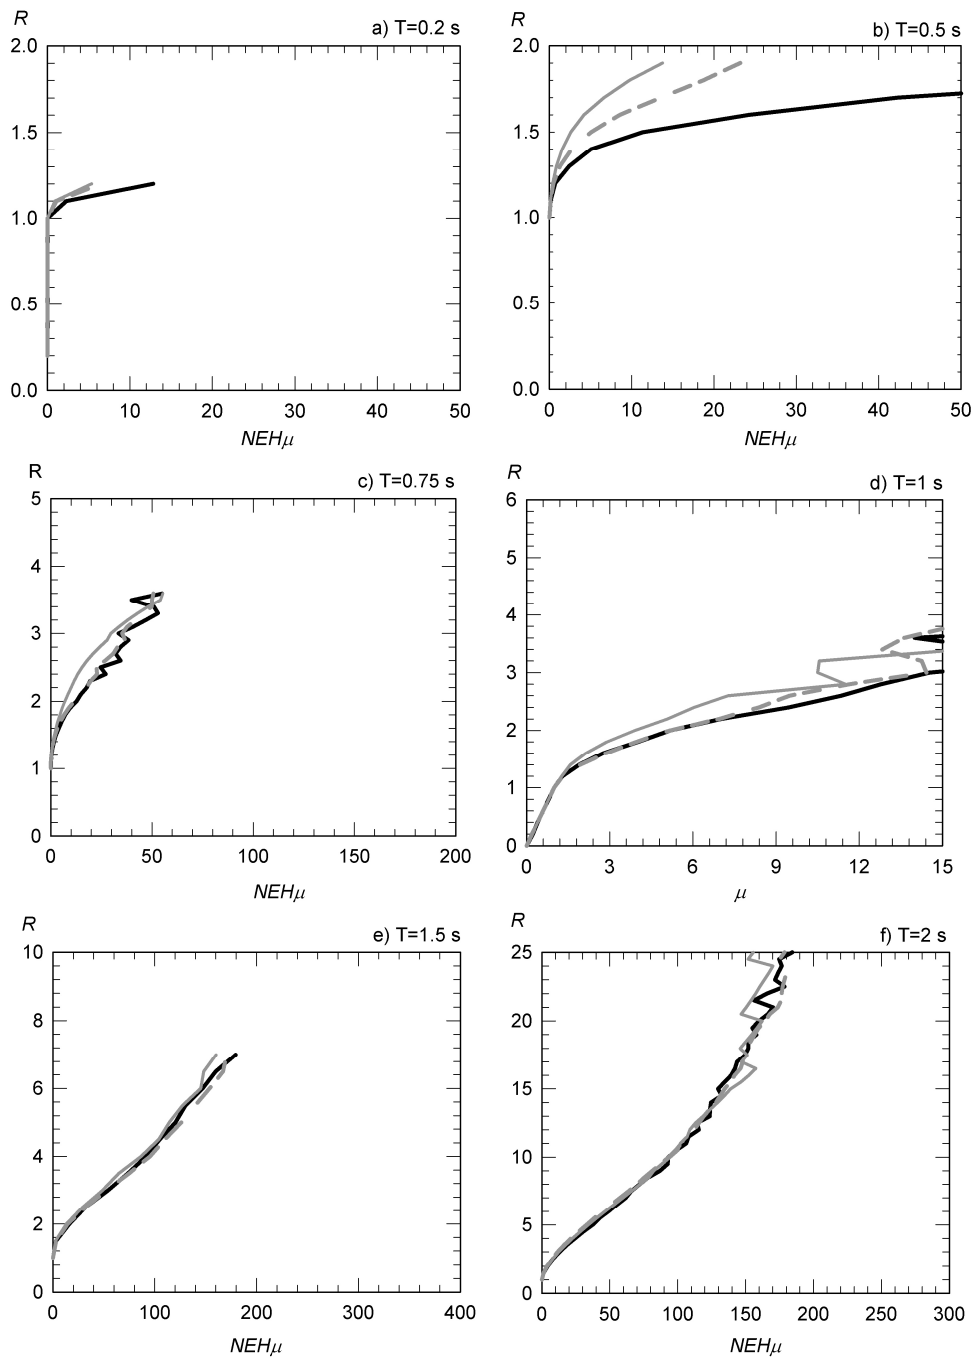 R
a) T=0.2 s
2.0
1.5
1.0
0.5
0.0
0 10 20 30 40 50
NEHμ
R
b) T=0.5 s
2.0
1.5
1.0
0.5
0.0
0 10 20 30 40 50
NEHμ
R
c) T=0.75 s
5
4
3
2
1
0
0 50 100 150 200
NEHμ
R
d) T=1 s
6
5
4
3
2
1
0
0 3 6 9 12 15
μ
R
e) T=1.5 s
10
8
6
4
2
0
0 100 200 300 400
NEHμ
R
f) T=2 s
25
20
15
10
5
0
0 50 100 150 200 250 300
NEHμ